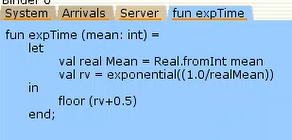 Binder 0
System Arrivals Server fun expTime
fun expTime (mean: int) =
let
val real Mean = Real.fromInt mean
val rv = exponential((1.0/realMean))
in
floor (rv+0.5)
end;